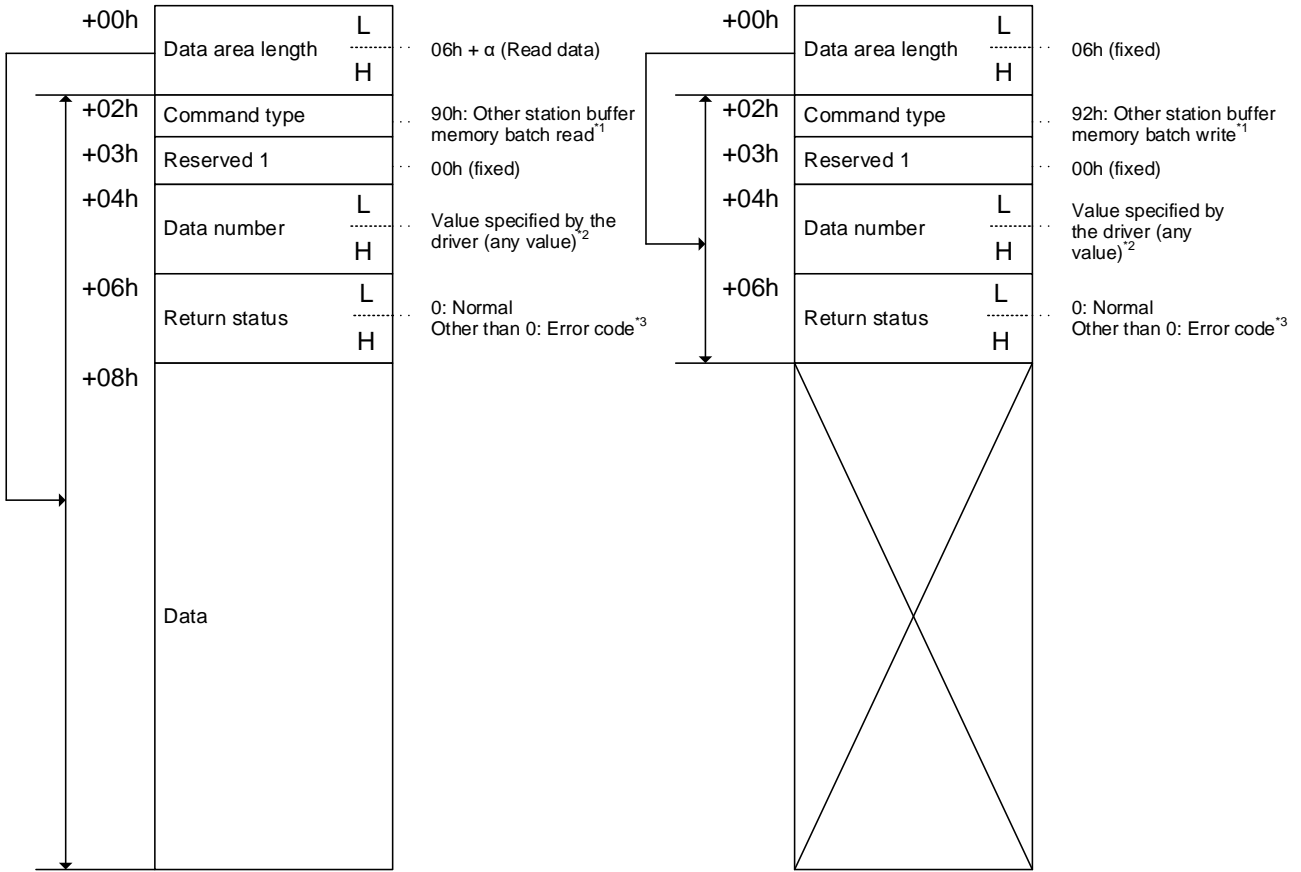 +00h
Data area length
L
H
06h + α (Read data)
+02h
Command type
90h: Other station buffer
memory batch read*1
+03h
Reserved 1
00h (fixed)
+04h
Data number
L
H
Value specified by the
driver (any value)*2
+06h
Return status
L
H
0: Normal
Other than 0: Error code*3
+08h
Data
+00h
Data area length
L
H
06h (fixed)
+02h
Command type
92h: Other station buffer
memory batch write*1
+03h
Reserved 1
00h (fixed)
+04h
Data number
L
H
Value specified by
the driver (any
value)*2
+06h
Return status
L
H
0: Normal
Other than 0: Error code*3